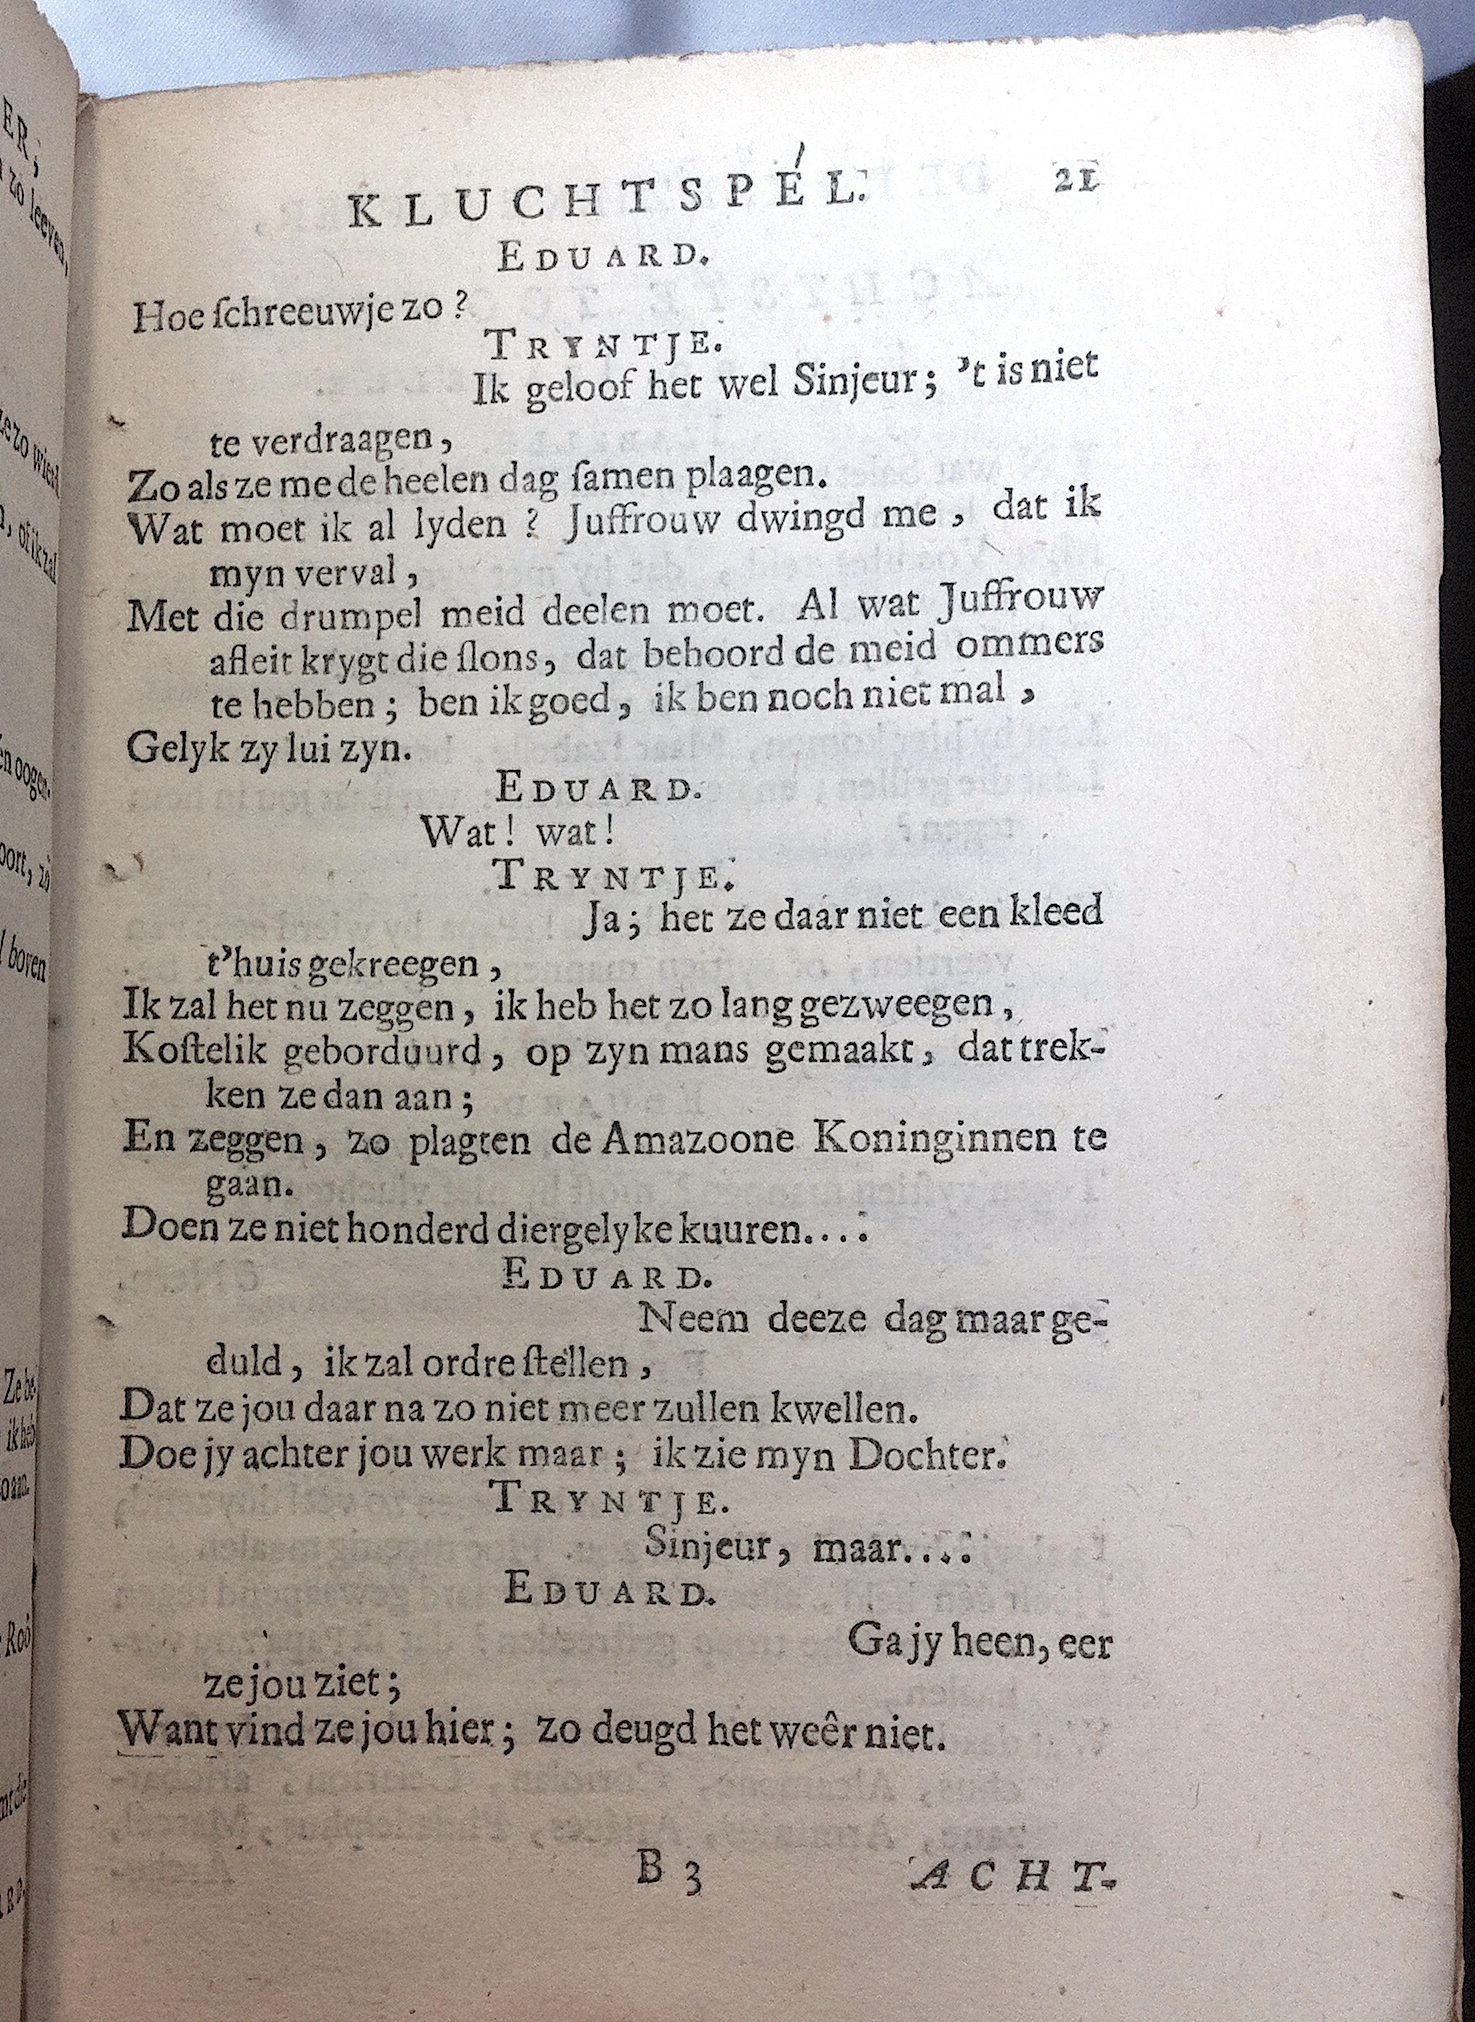 KLUCHTSPÉL. 21
EDUARD.
Hoe ſchreeuwje zo?
TRYNTJE.
Ik geloof het wel Sinjeur; 't is niet
te verdraagen,
Zo als ze me de heelen dag ſamen plaagen.
Wat moet ik al lyden? Juffrouw dwingd me, dat ik
myn verval,
Met die drumpel meid deelen moet. Al wat Juffrouw
afleit krygt die ſlons, dat behoord de meid ommers
te hebben; ben ik goed, ik ben noch niet mal,
Gelyk zy lui zyn.
EDUARD.
Wat! wat!
TRYNTJE.
Ja; het ze daar niet een kleed
t'huis gekreegen,
Ik zal het nu zeggen, ik heb het zo lang gezweegen,
Koſtelik geborduurd, op zyn mans gemaakt, dat trek-
ken ze dan aan;
En zeggen, zo plagten de Amazoone Koninginnen te
gaan.
Doen ze niet honderd diergelyke kuuren....
EDUARD.
Neem deeze dag maar ge-
duld, ik zal ordre ſtellen,
Dat ze jou daar na zo niet meer zullen kwellen.
Doe jy achter jou werk maar; ik zie myn Dochter.
TRYNTJE.
Sinjeur, maar....
EDUARD.
Ga jy heen, eer
ze jou ziet;
Want vind ze jou hier; zo deugd het weêr niet.
B 3 ACHT-